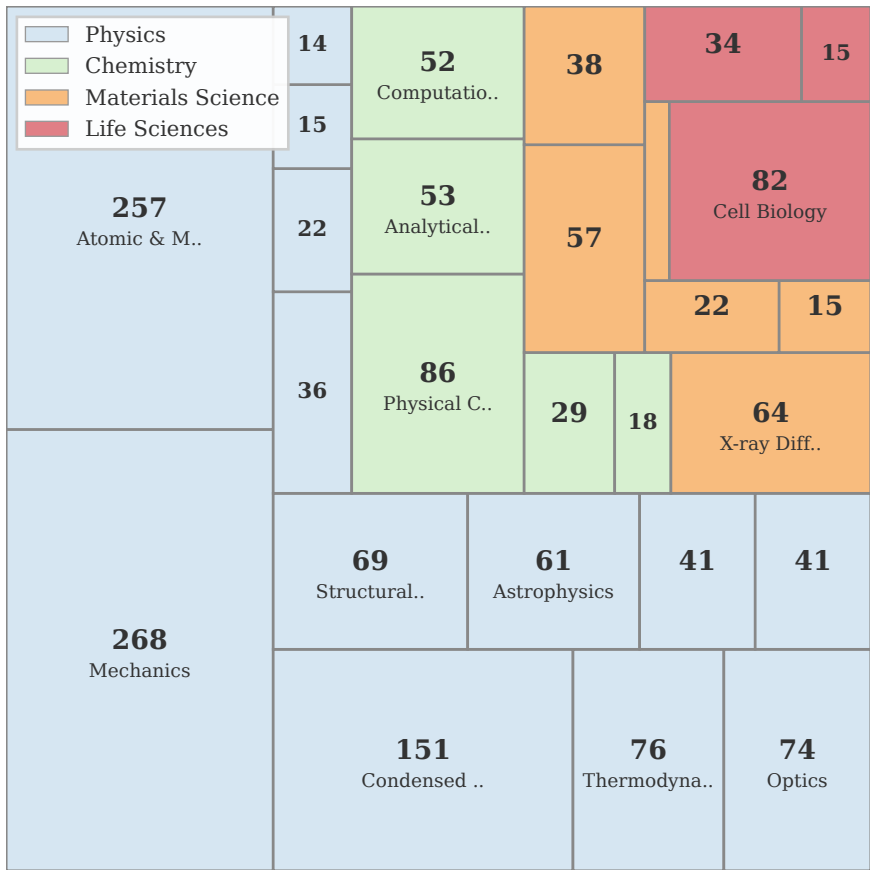 Physics
Chemistry
Materials Science
Life Sciences
14
15
22
36
257
Atomic & M..
268
Mechanics
52
Computatio..
53
Analytical..
86
Physical C..
38
57
34
15
82
Cell Biology
22
15
29
18
64
X-ray Diff..
69
Structural..
61
Astrophysics
41
41
151
Condensed ..
76
Thermodyna..
74
Optics